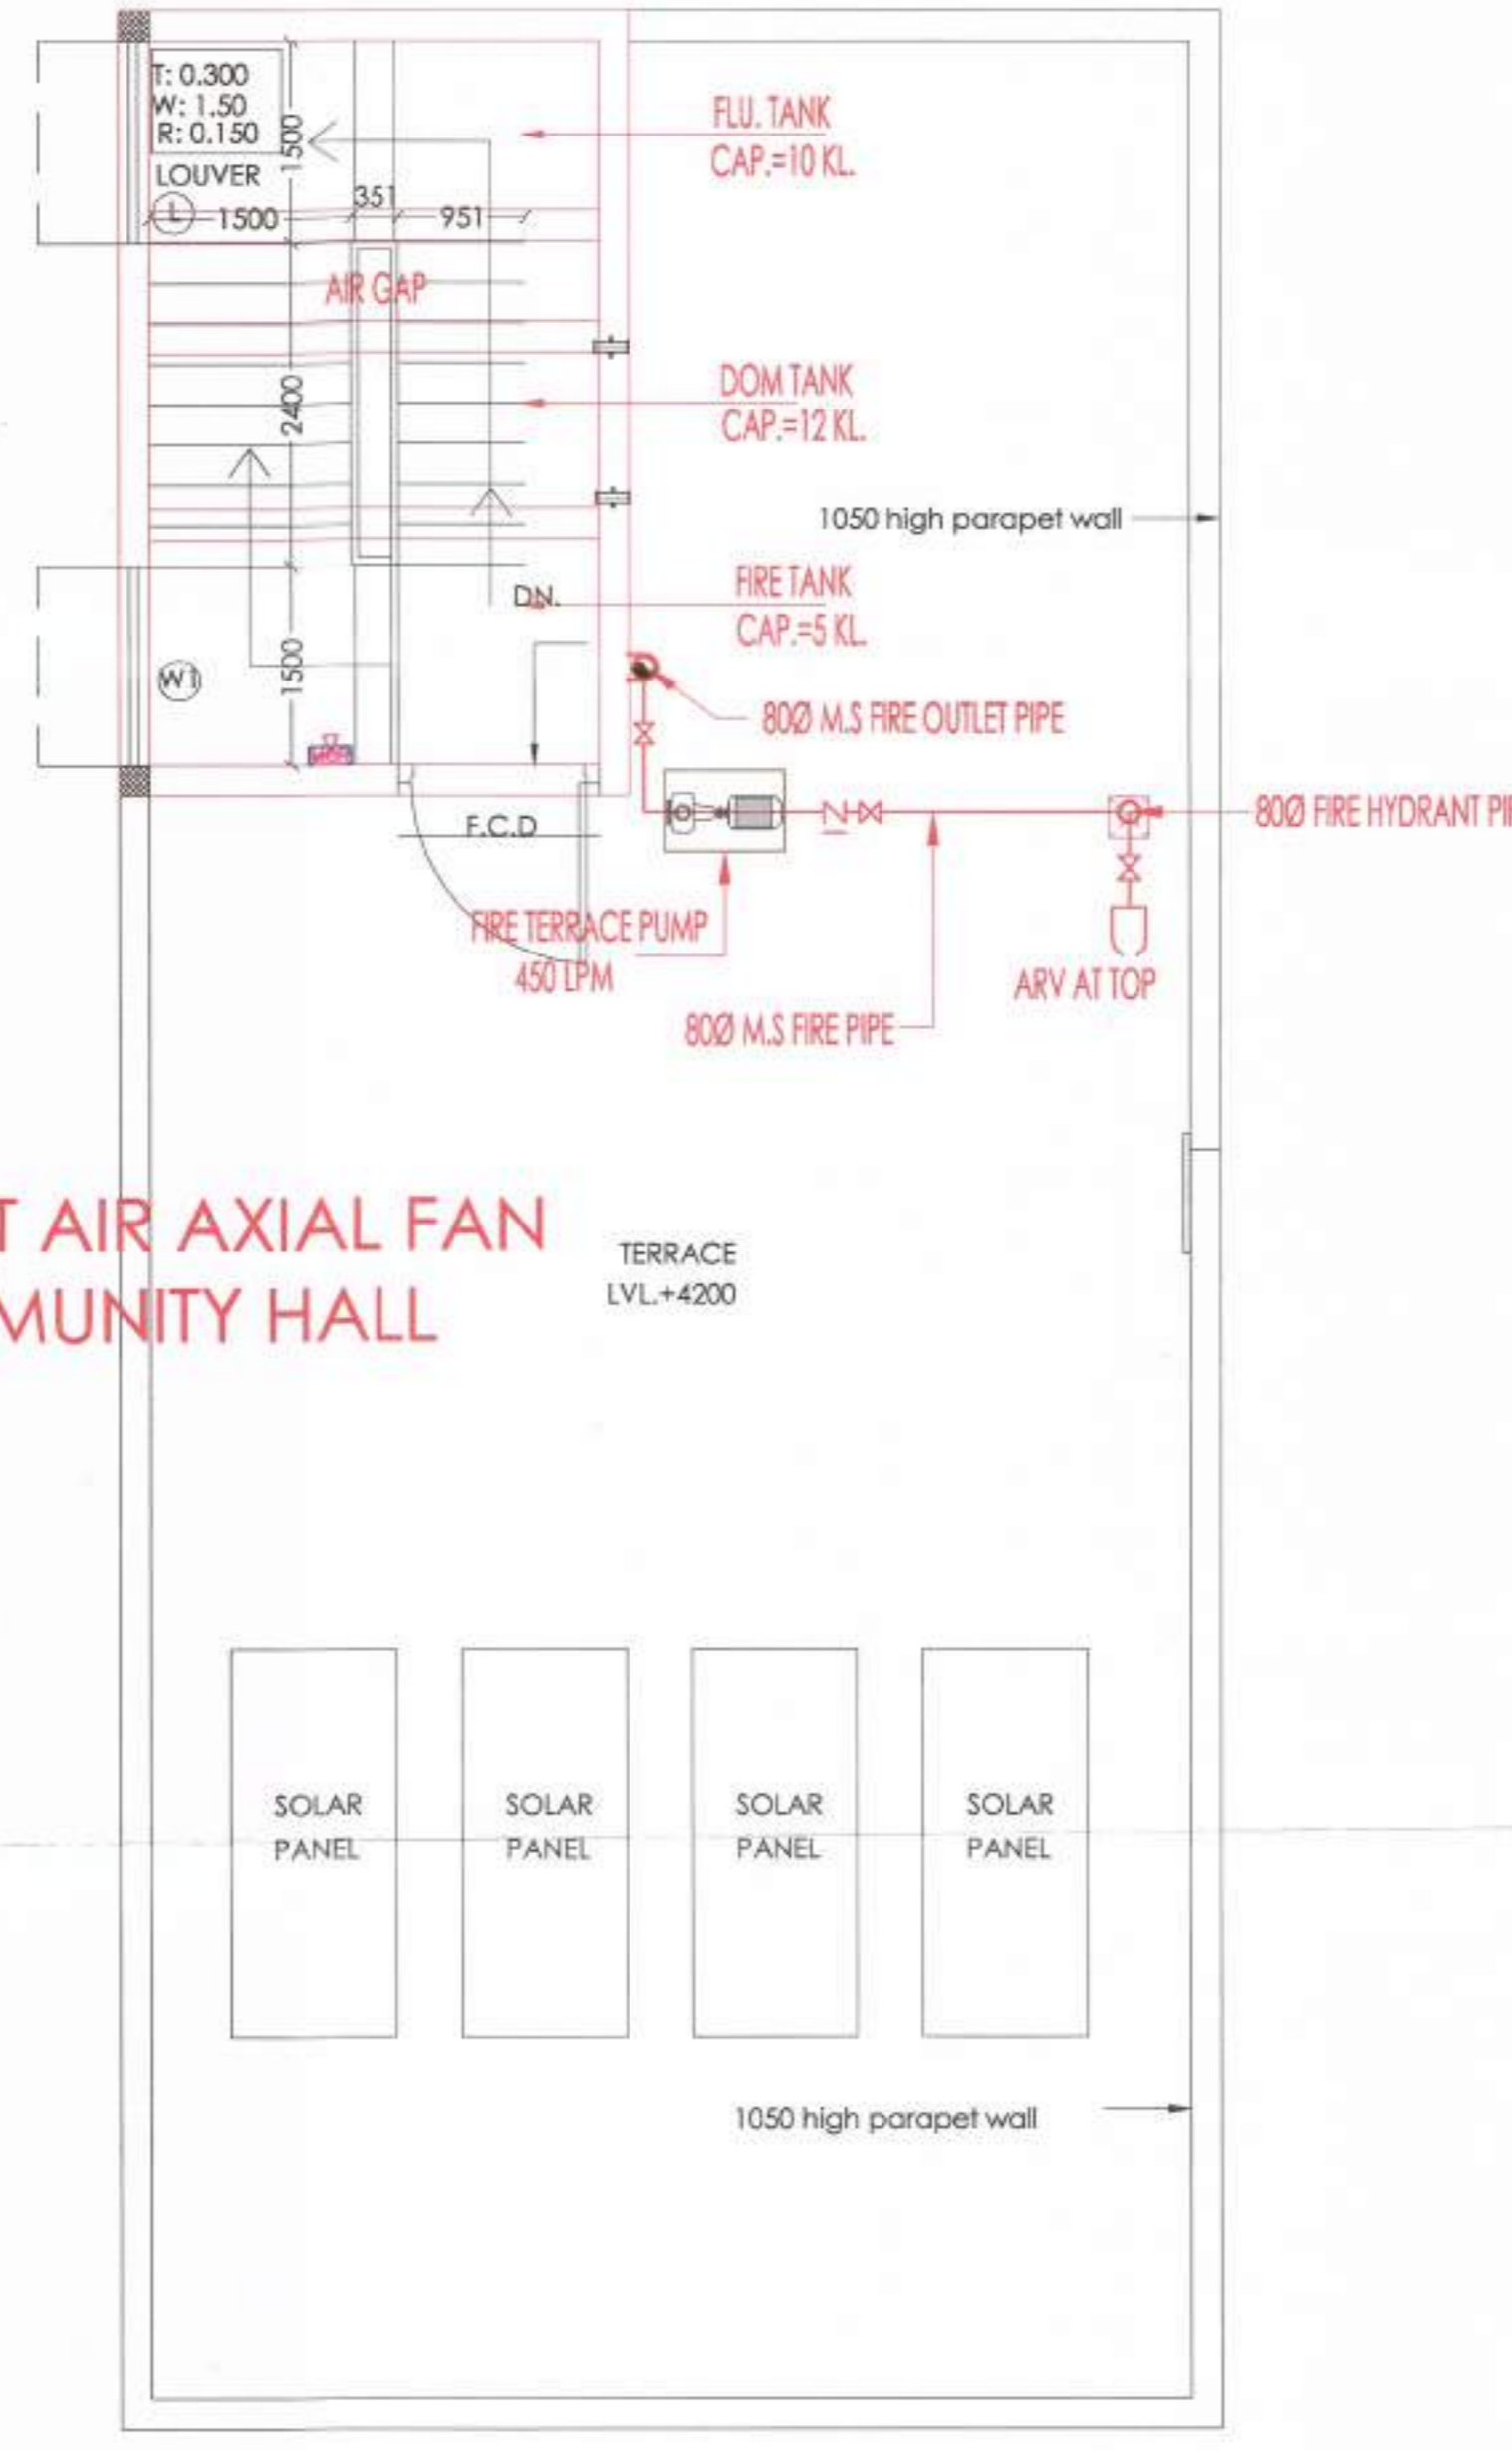 T: 0.300
W: 1.50
R: 0.150
LOUVER
L
1500
1500
351
951
FLU. TANK
CAP.=10 KL.
AIR GAP
2400
DOM TANK
CAP.=12 KL.
1050 high parapet wall
DN.
FIRE TANK
CAP.=5 KL.
W1
1500
80Ø M.S FIRE OUTLET PIPE
F.C.D
N
80Ø FIRE HYDRANT
FIRE TERRACE PUMP
450 LPM
ARV AT TOP
80Ø M.S FIRE PIPE
AIR AXIAL FAN
HALL
TERRACE
LVL.+4200
SOLAR
PANEL
SOLAR
PANEL
SOLAR
PANEL
SOLAR
PANEL
1050 high parapet wall